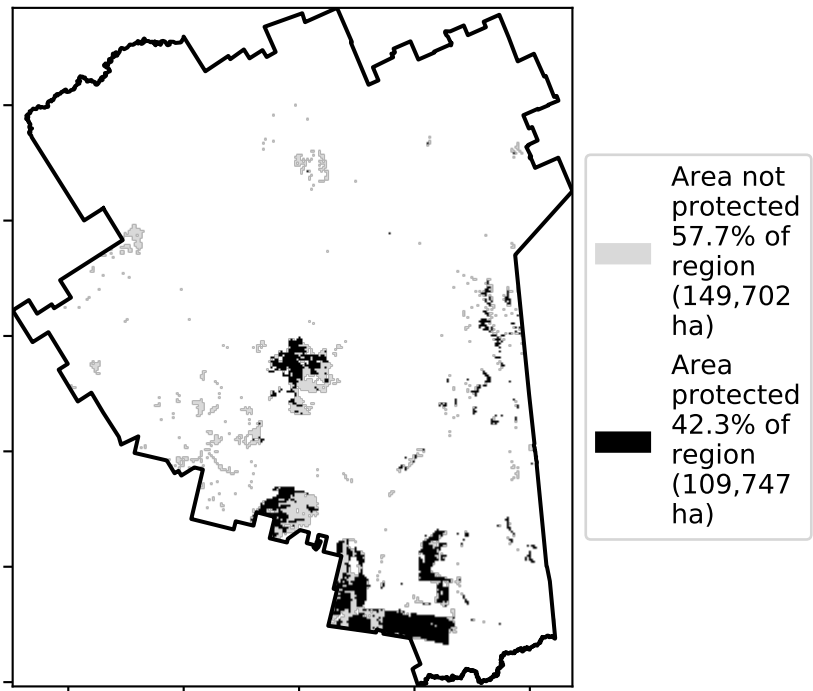 Area not
protected
57.7% of
region
(149,702
ha)
Area
protected
42.3% of
region
(109,747
ha)